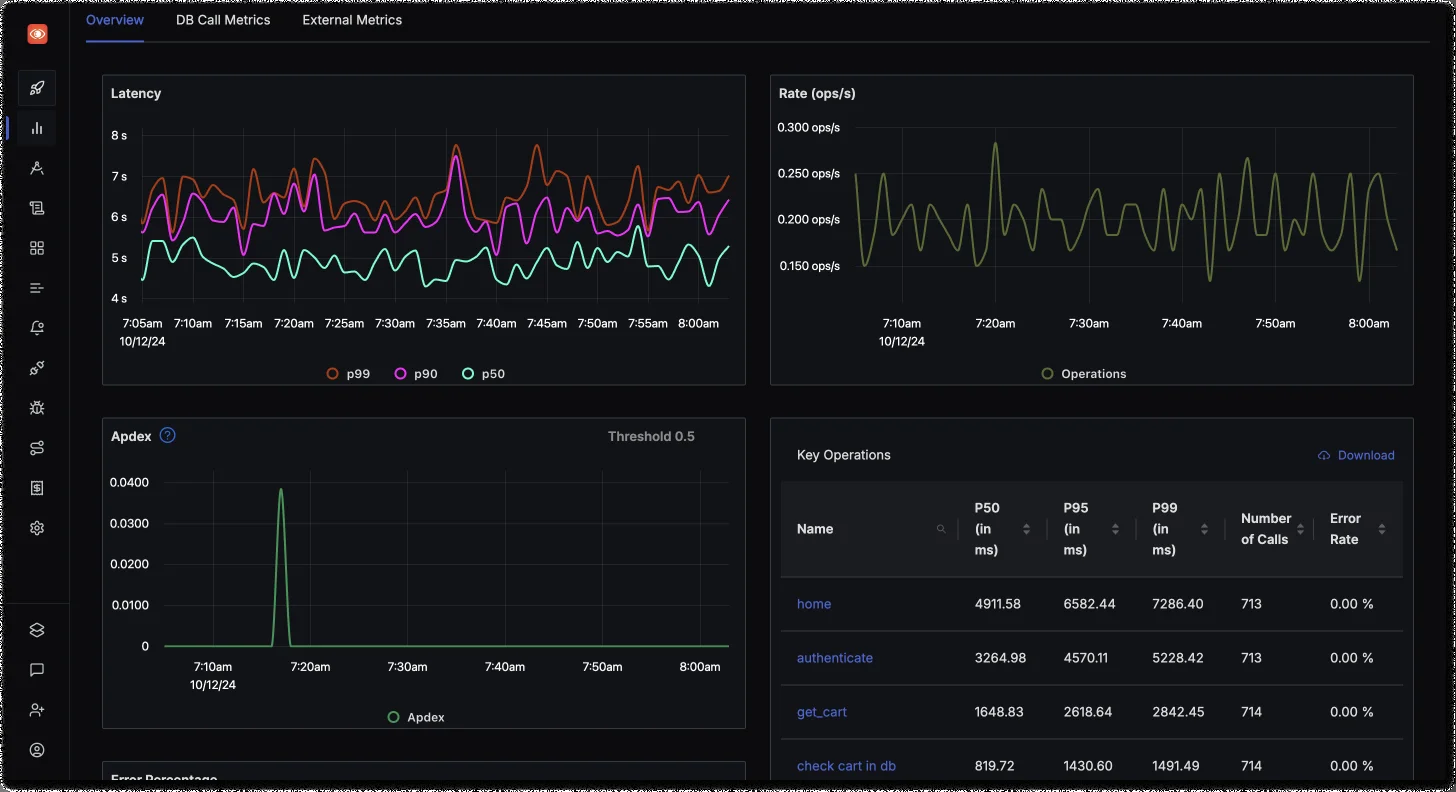 Overview DB Call Metrics External Metrics
Latency
8 s
7 s
6 s
5 s
4 s
7:05am 7:10am 7:15am 7:20am 7:25am 7:30am 7:35am 7:40am 7:45am 7:50am 7:55am 8:00am
10/12/24
p99 p90 p50
Rate (ops/s)
0.300 ops/s
0.250 ops/s
0.200 ops/s
0.150 ops/s
7:10am 7:20am 7:30am 7:40am 7:50am 8:00am
10/12/24
Operations
Apdex ? Threshold 0.5
0.0400
0.0300
0.0200
0.0100
0
7:10am 7:20am 7:30am 7:40am 7:50am 8:00am
10/12/24
Apdex
Key Operations Download
Name P50 (in ms) P95 (in ms) P99 (in ms) Number of Calls Error Rate
home 4911.58 6582.44 7286.40 713 0.00 %
authenticate 3264.98 4570.11 5228.42 713 0.00 %
get_cart 1648.83 2618.64 2842.45 714 0.00 %
check cart in db 819.72 1430.60 1491.49 714 0.00 %
Error Percentage